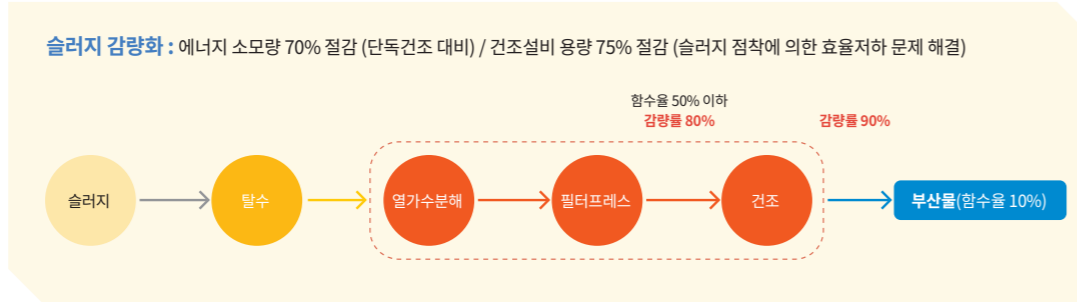 슬러지 감량화 : 에너지 소모량 70% 절감 (단독건조 대비) / 건조설비 용량 75% 절감 (슬러지 점착에 의한 효율저하 문제 해결)
함수율 50% 이하
감량률 80%
감량률 90%
슬러지
탈수
열가수분해
필터프레스
건조
부산물(함수율 10%)